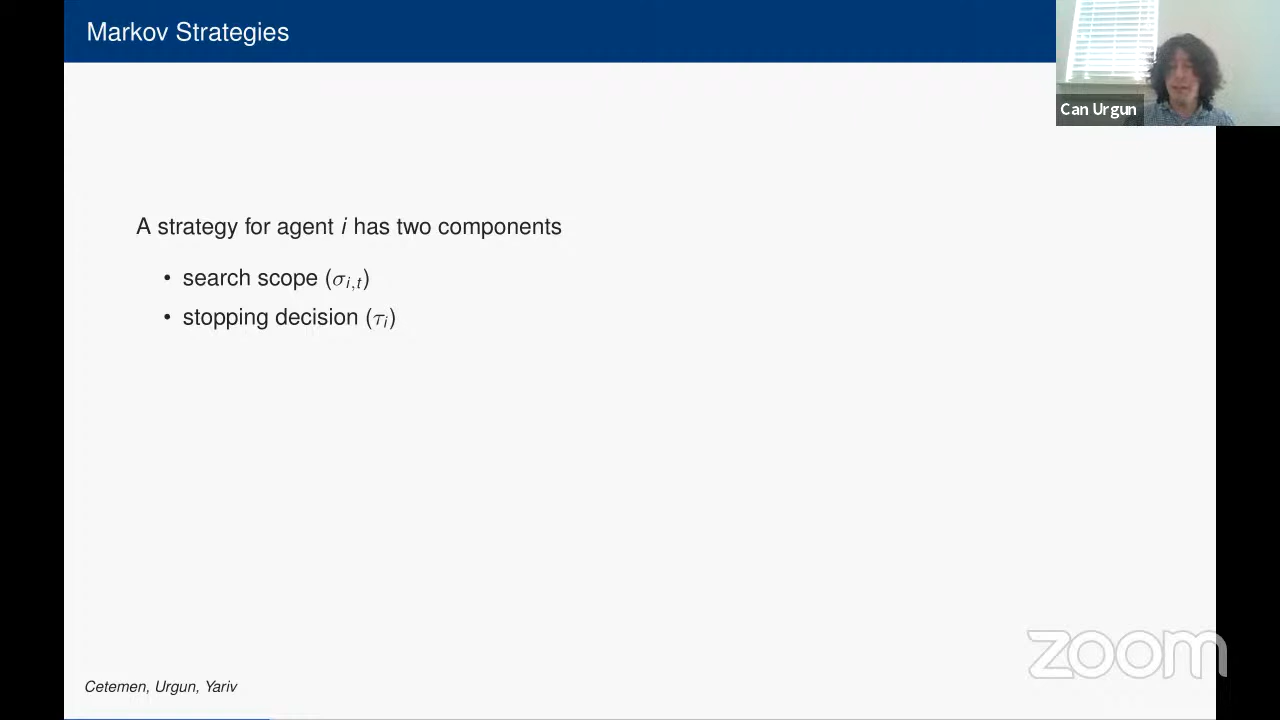 Markov Strategies
Can Urgun
A strategy for agent i has two components
• search scope (σ_{i,t})
• stopping decision (τ_i)
zoom
Cetemen, Urgun, Yariv